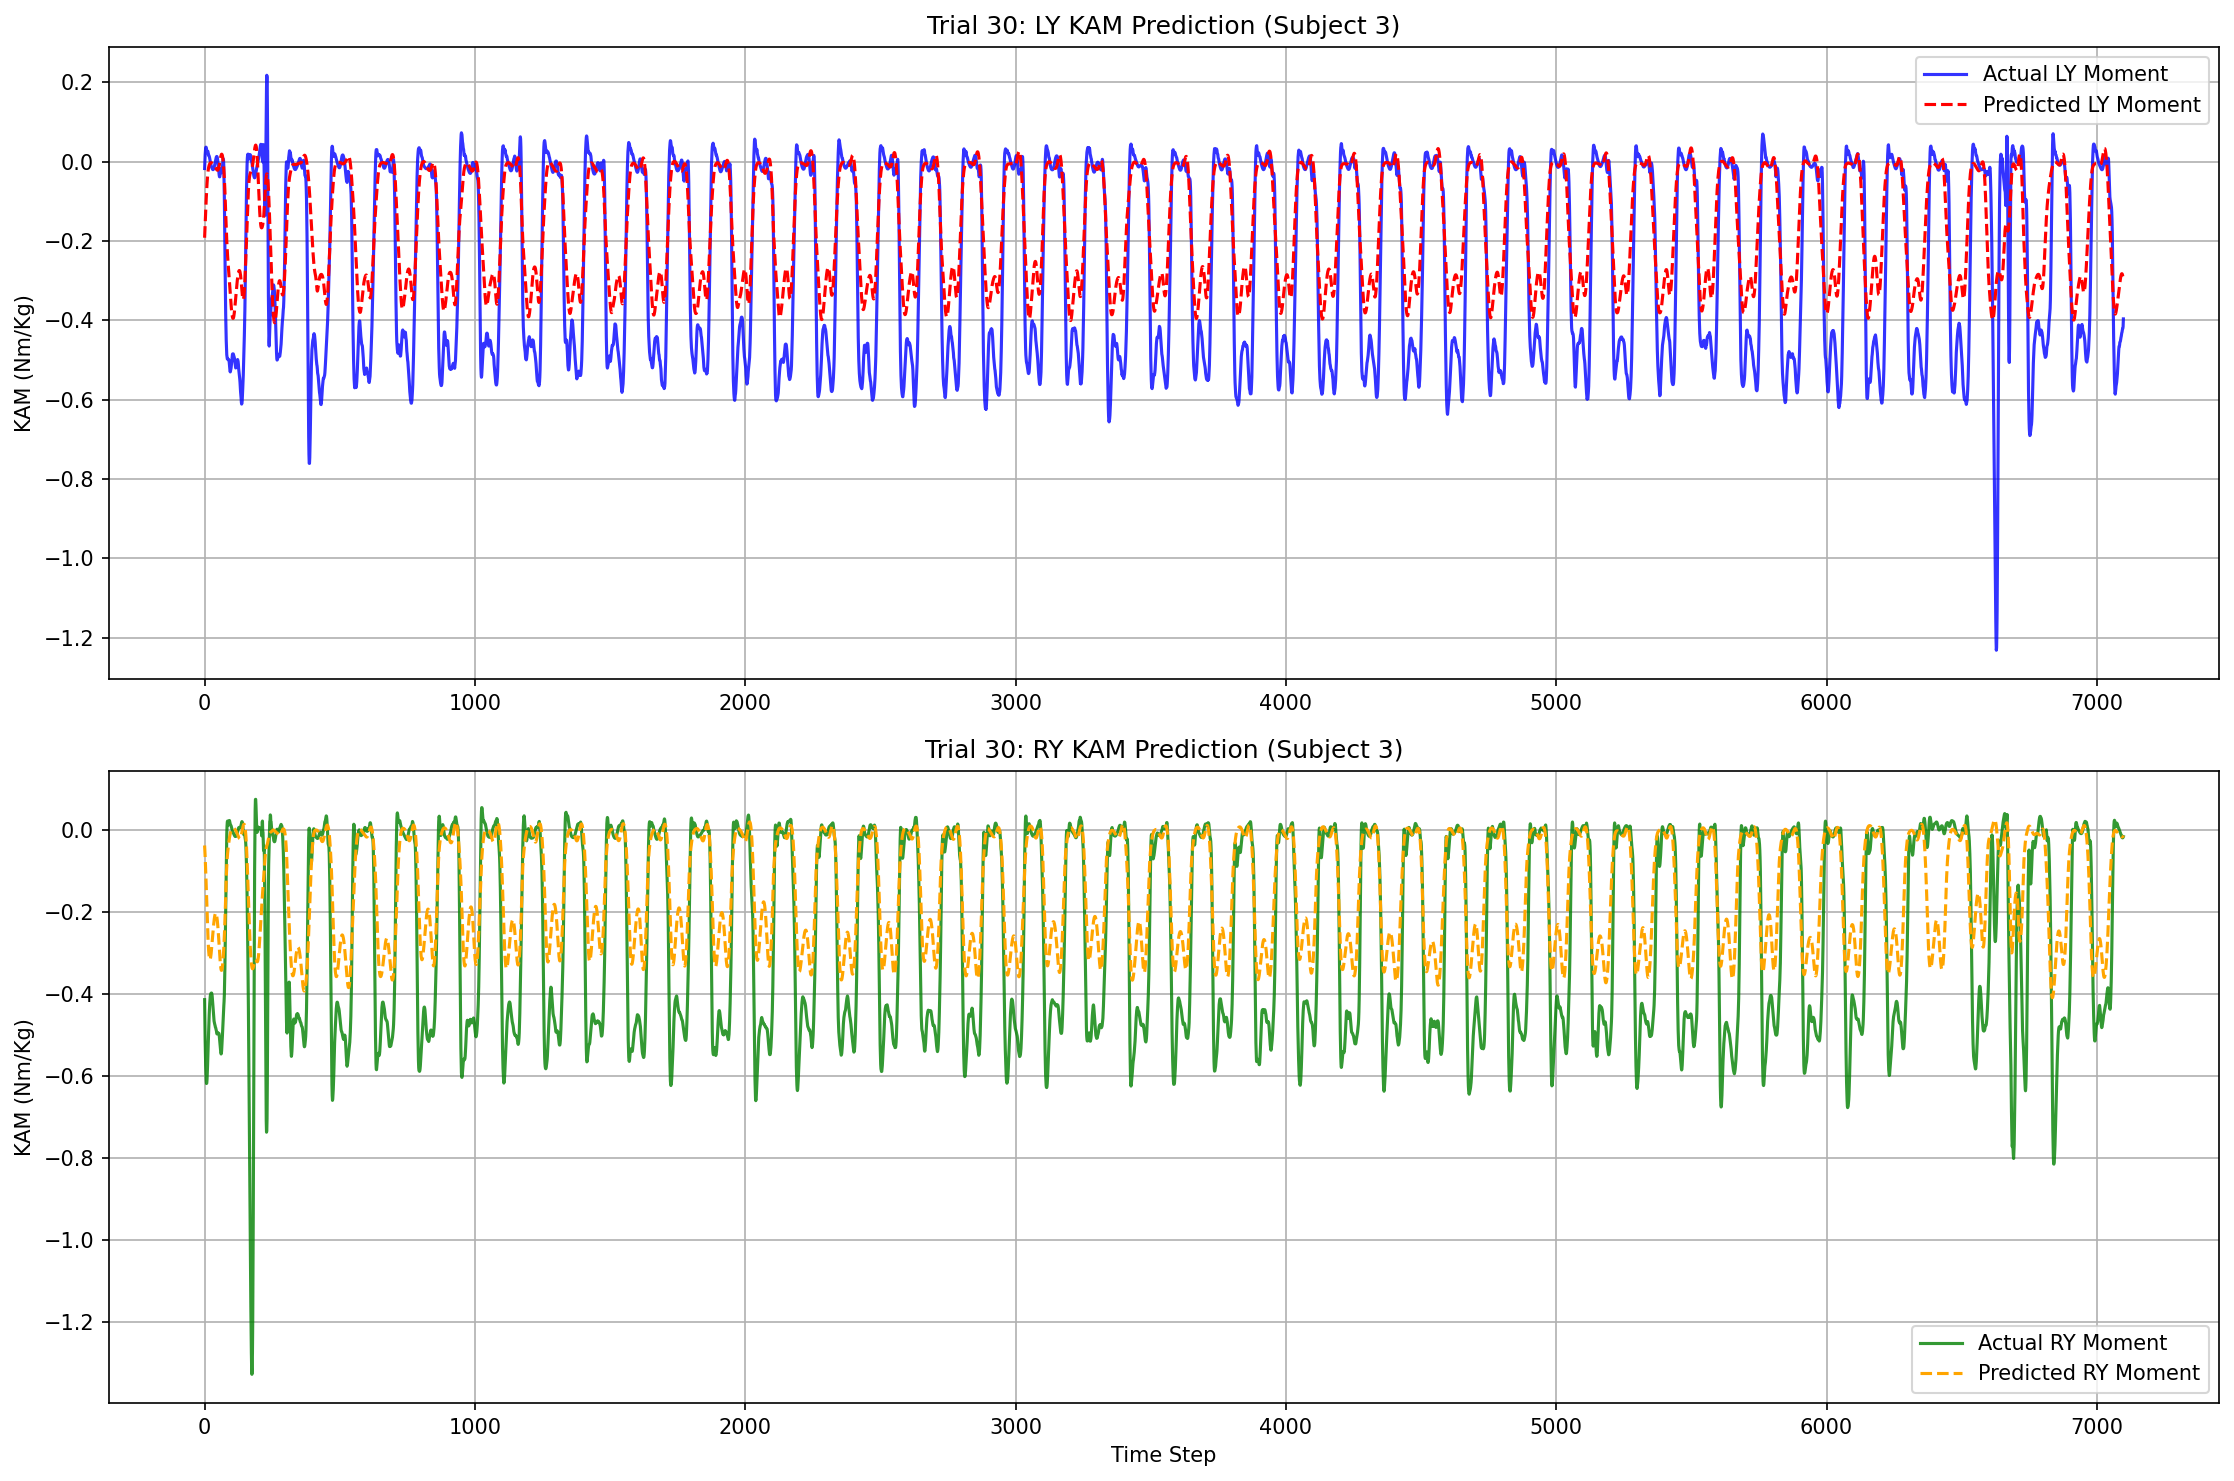 Trial 30: LY KAM Prediction (Subject 3)
Actual LY Moment
Predicted LY Moment
KAM (Nm/Kg)
0.2
0.0
−0.2
−0.4
−0.6
−0.8
−1.0
−1.2
0 1000 2000 3000 4000 5000 6000 7000
Trial 30: RY KAM Prediction (Subject 3)
KAM (Nm/Kg)
0.0
−0.2
−0.4
−0.6
−0.8
−1.0
−1.2
Actual RY Moment
Predicted RY Moment
0 1000 2000 3000 4000 5000 6000 7000
Time Step